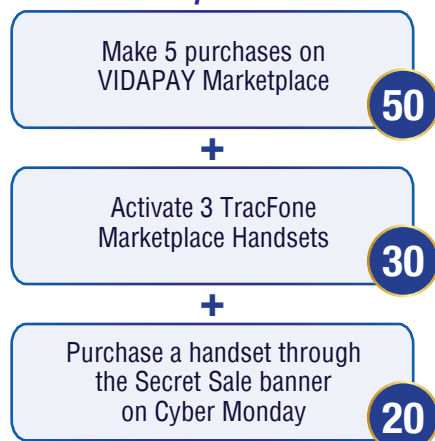 Make 5 purchases on
VIDAPAY Marketplace
50
+
Activate 3 TracFone
Marketplace Handsets
30
+
Purchase a handset through
the Secret Sale banner
on Cyber Monday
20